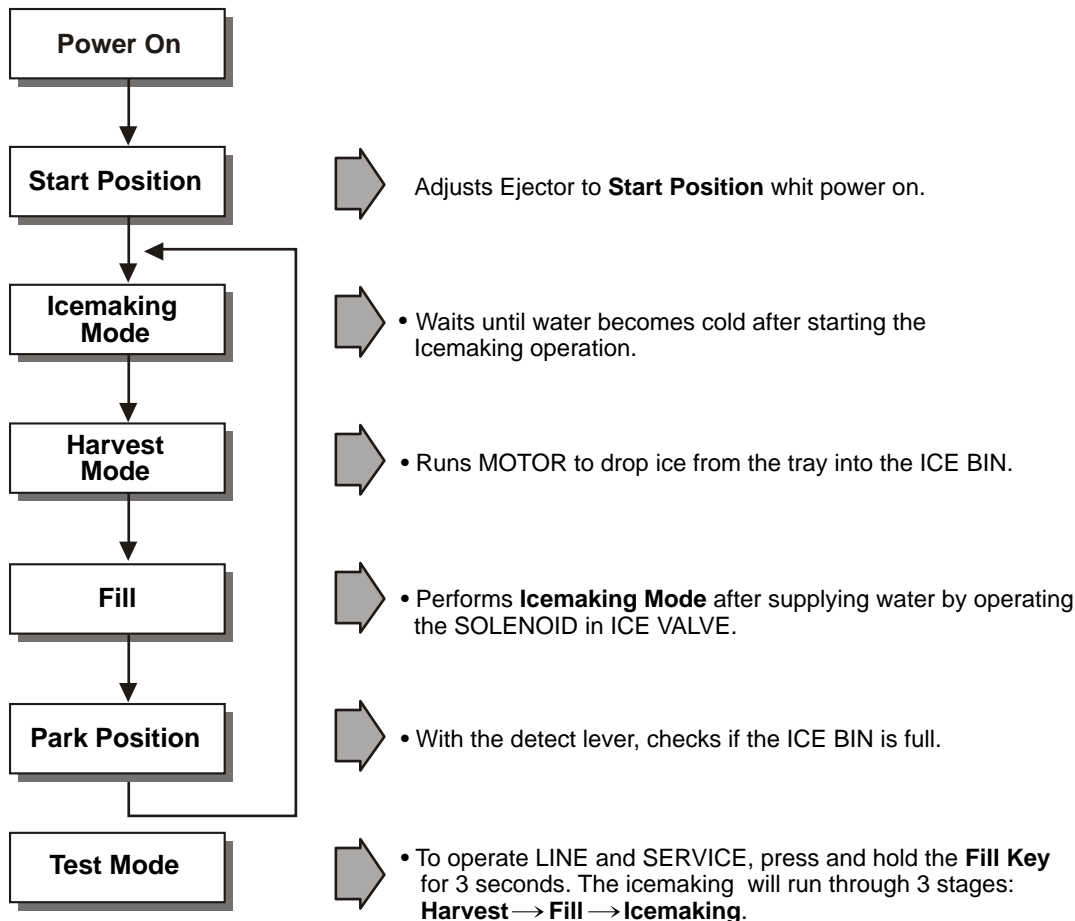 Power On
Start Position
Adjusts Ejector to Start Position whit power on.
Icemaking
Mode
• Waits until water becomes cold after starting the
Icemaking operation.
Harvest
Mode
• Runs MOTOR to drop ice from the tray into the ICE BIN.
Fill
• Performs Icemaking Mode after supplying water by operating
the SOLENOID in ICE VALVE.
Park Position
• With the detect lever, checks if the ICE BIN is full.
Test Mode
• To operate LINE and SERVICE, press and hold the Fill Key
for 3 seconds. The icemaking will run through 3 stages:
Harvest → Fill → Icemaking.